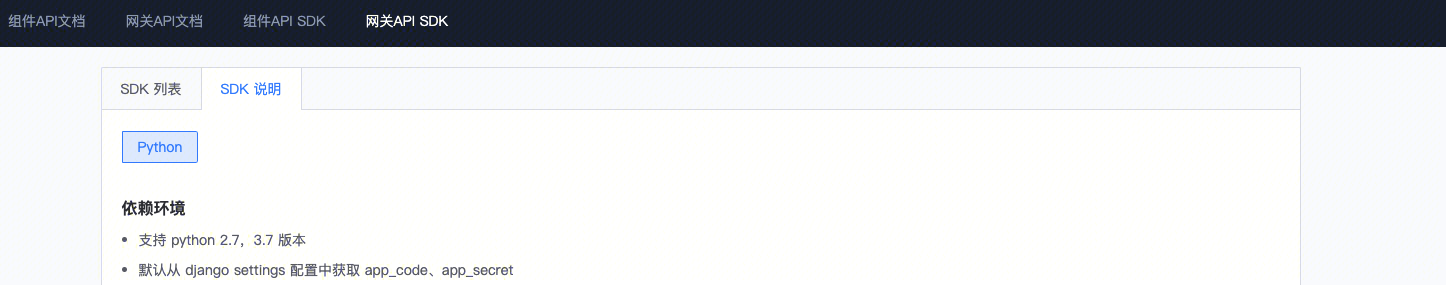 组件API文档 网关API文档 组件API SDK 网关API SDK
SDK 列表 SDK 说明
Python
依赖环境
支持 python 2.7，3.7 版本
默认从 django settings 配置中获取 app_code、app_secret